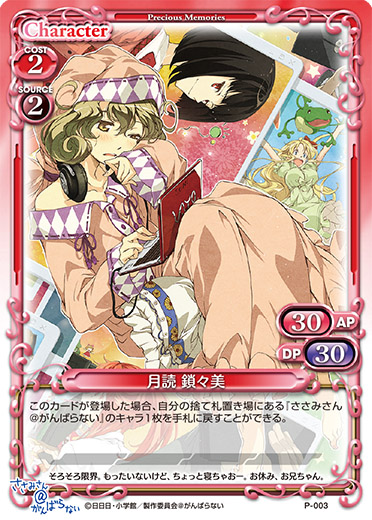 Precious Memories
Character
COST
2
SOURCE
2
30 AP
DP 30
月読 鎖々美
このカードが登場した場合、自分の捨て札置き場にある『ささみさん
@がんばらない』のキャラ1枚を手札に戻すことができる。
そろそろ限界。もったいないけど、ちょっと寝ちゃおー。お休み、お兄ちゃん。
ささみさん
@
がんばらない
©日日日・小学館/製作委員会@がんばらない
P-003